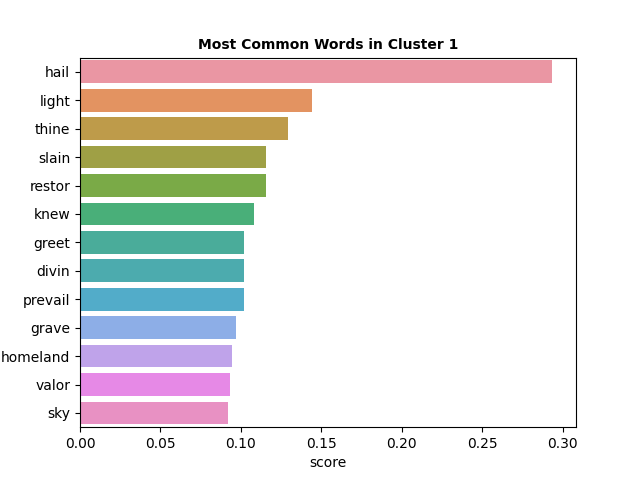 Most Common Words in Cluster 1
hail
light
thine
slain
restor
knew
greet
divin
prevail
grave
homeland
valor
sky
0.00 0.05 0.10 0.15 0.20 0.25 0.30
score